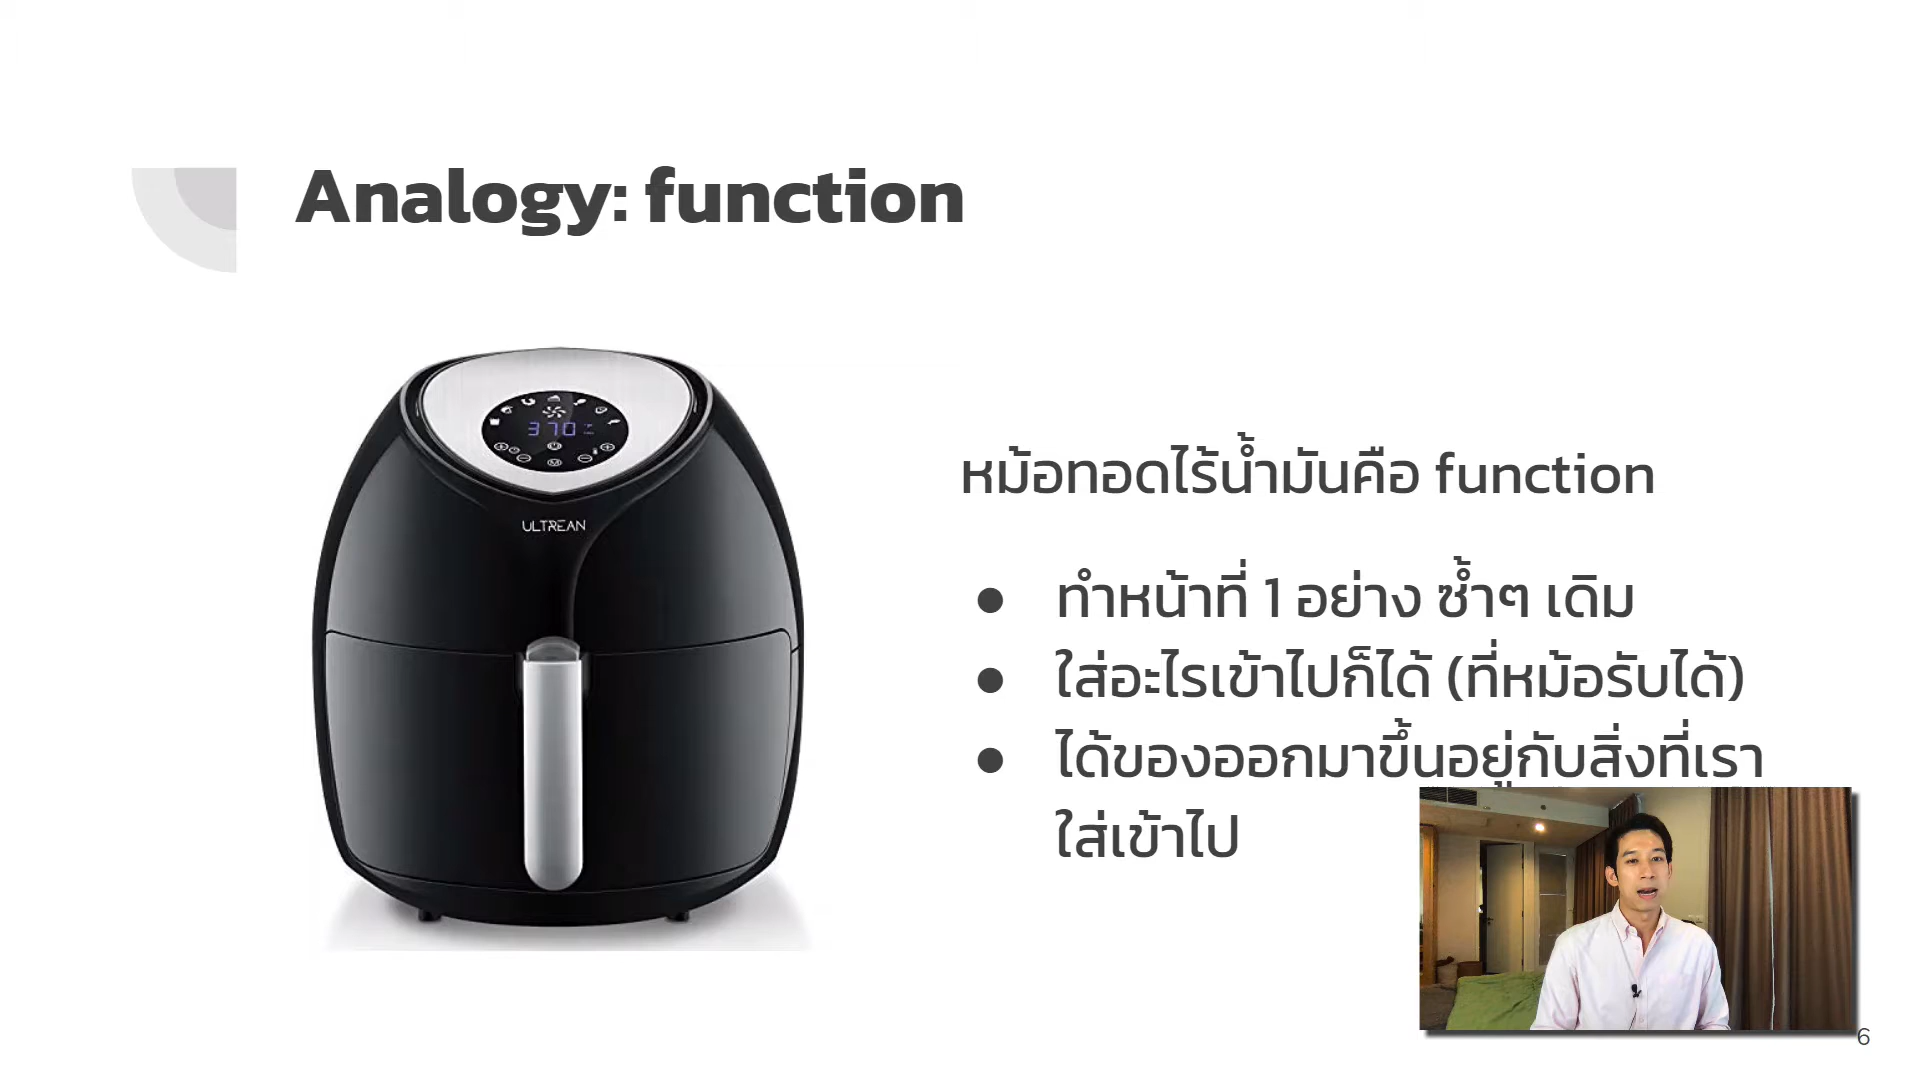 Analogy: function
370
ULTREAN
หม้อทอดไร้น้ำมันคือ function
● ทำหน้าที่ 1 อย่าง ซ้ำๆ เดิม
● ใส่อะไรเข้าไปก็ได้ (ที่หม้อรับได้)
● ได้ของออกมาขึ้นอยู่กับสิ่งที่เรา
ใส่เข้าไป
6